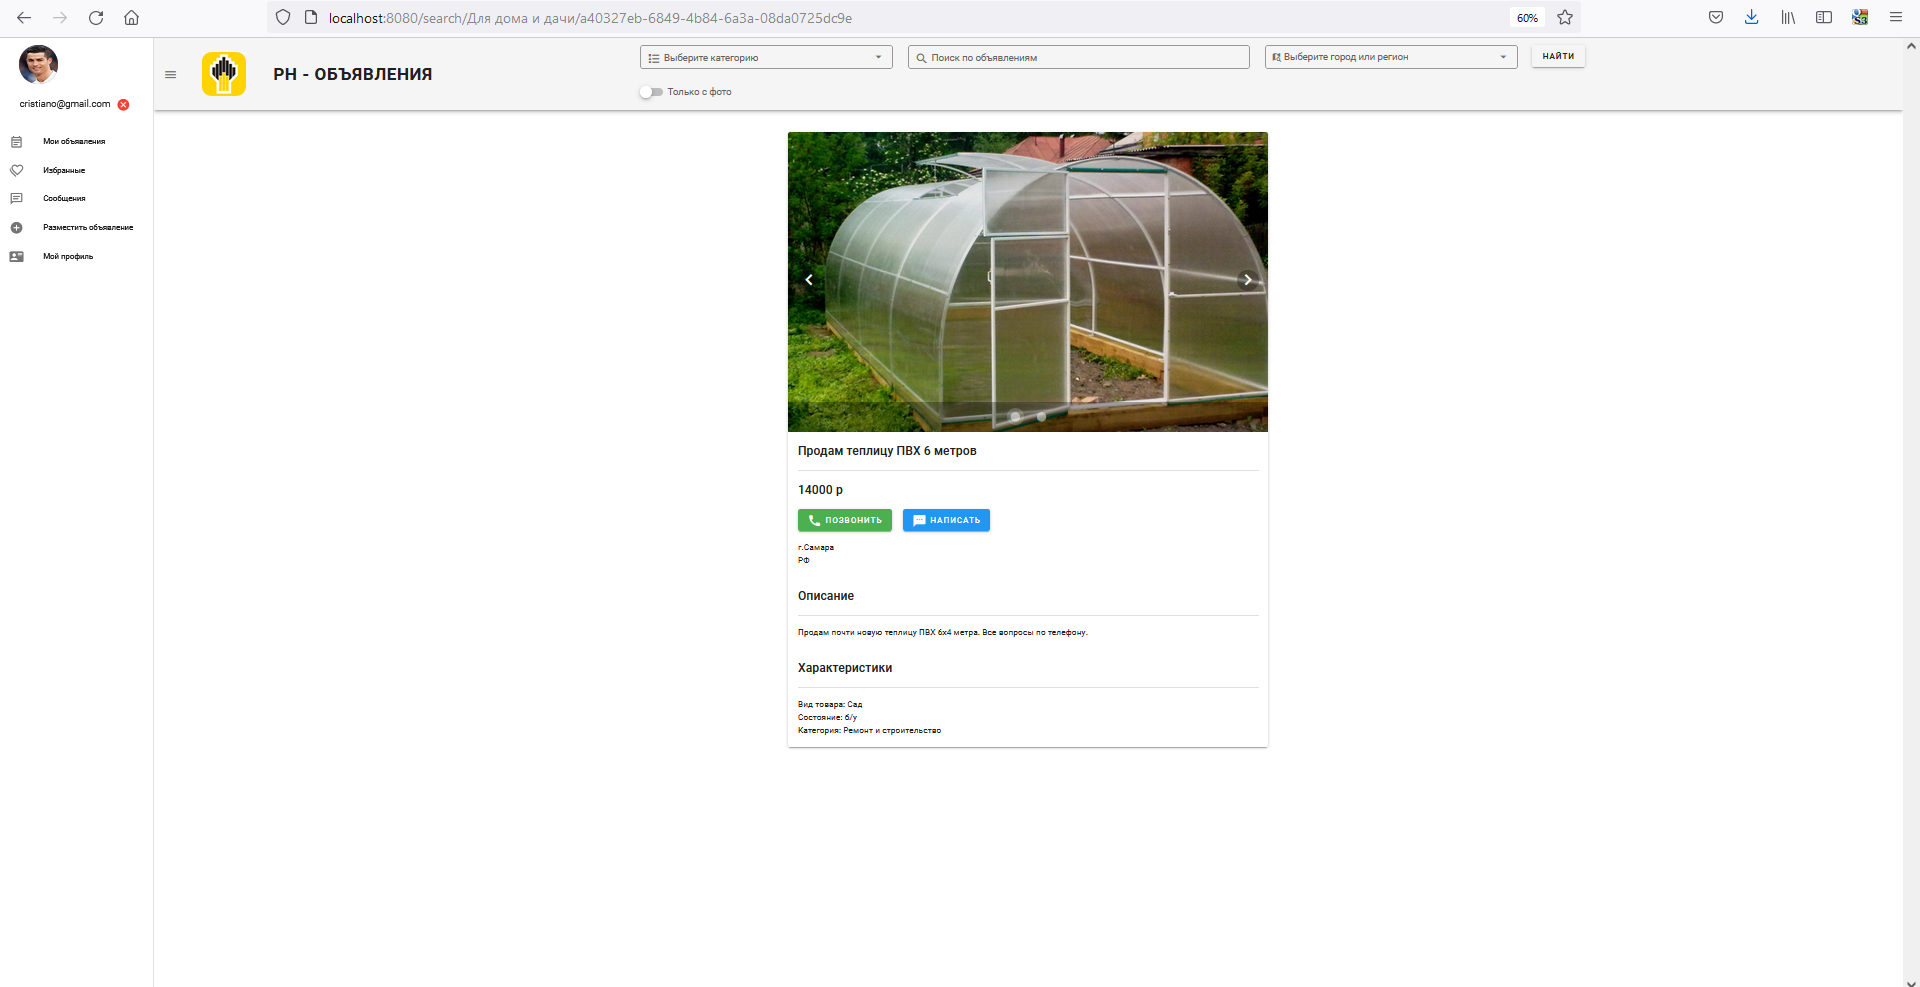 localhost:8080/search/Для дома и дачи/a40327eb-6849-4b84-6a3a-08da0725dc9e
60%
cristiano@gmail.com
Мои объявления
Избранные
Сообщения
Разместить объявление
Мой профиль
РН - ОБЪЯВЛЕНИЯ
Выберите категорию
Поиск по объявлениям
Выберите город или регион
НАЙТИ
Только с фото
Продам теплицу ПВХ 6 метров
14000 р
ПОЗВОНИТЬ
НАПИСАТЬ
г.Самара
РФ
Описание
Продам почти новую теплицу ПВХ 6х4 метра. Все вопросы по телефону.
Характеристики
Вид товара: Сад
Состояние: б/у
Категория: Ремонт и строительство